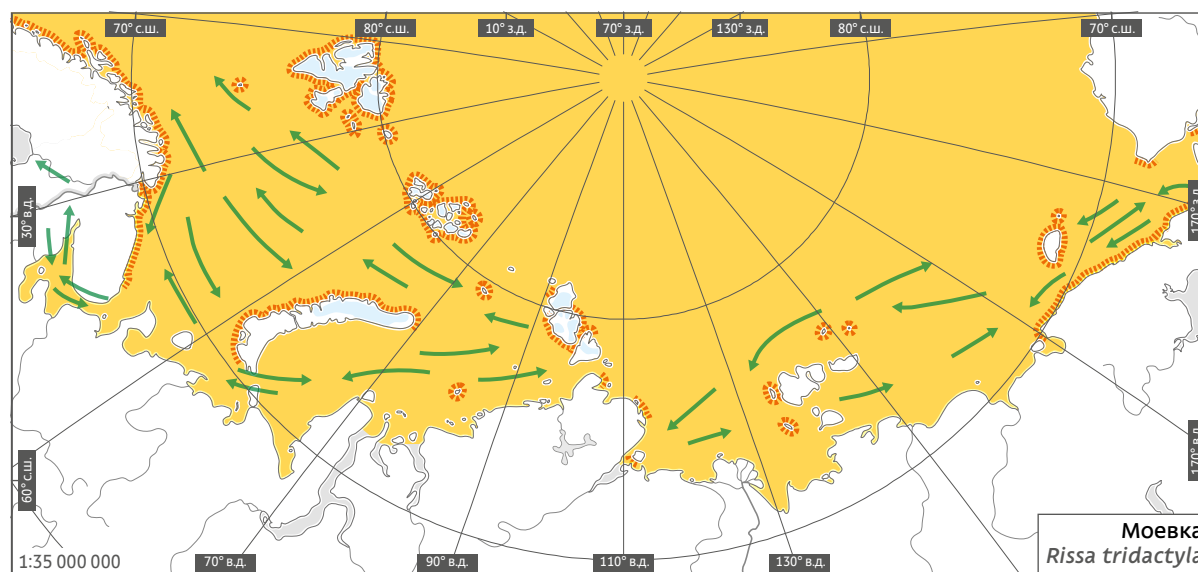 70° с.ш.
80° с.ш.
10° з.д.
70° з.д.
130° з.д.
80° с.ш.
70° с.ш.
30° в.д.
170° з.д.
60° с.ш.
170° в.д.
1:35 000 000
70° в.д.
90° в.д.
110° в.д.
130° в.д.
Моевка
Rissa tridactyla